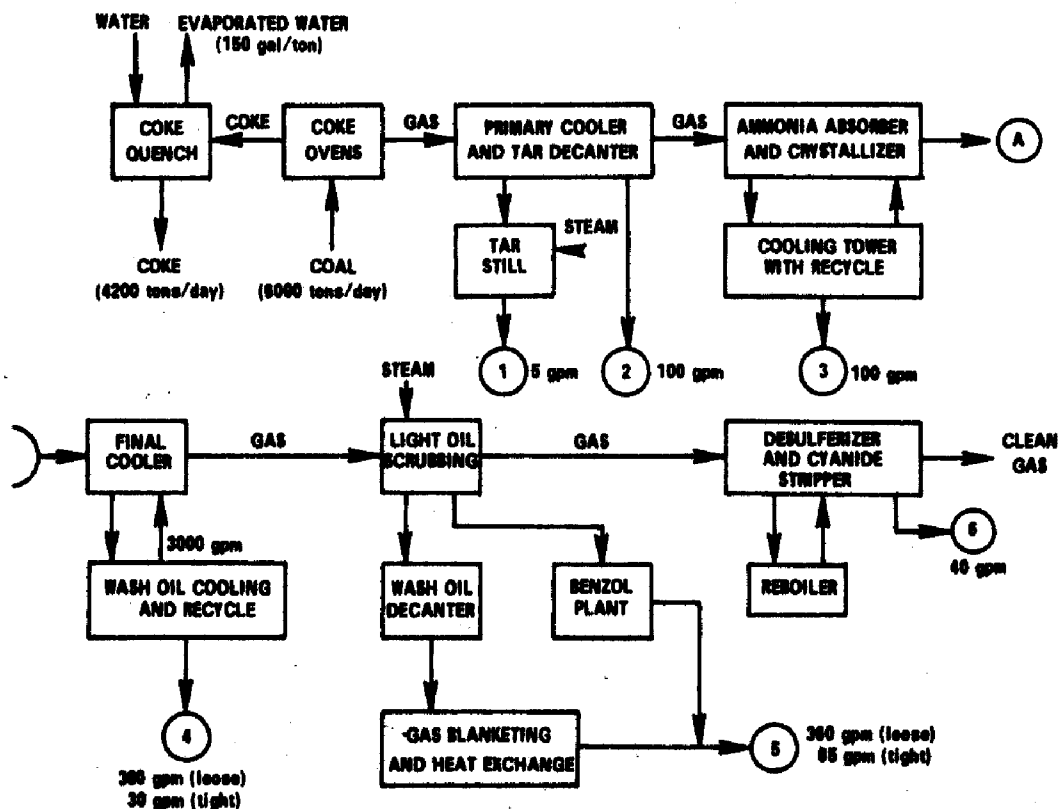 WATER
EVAPORATED WATER
(150 gal/ton)
COKE
QUENCH
COKE
COKE
OVENS
GAS
PRIMARY COOLER
AND TAR DECANTER
GAS
AMMONIA ABSORBER
AND CRYSTALLIZER
A
COKE
(4200 tons/day)
COAL
(6000 tons/day)
TAR
STILL
STEAM
COOLING TOWER
WITH RECYCLE
1
5 gpm
2
100 gpm
3
100 gpm
STEAM
FINAL
COOLER
GAS
LIGHT OIL
SCRUBBING
GAS
DESULFERIZER
AND CYANIDE
STRIPPER
CLEAN
GAS
3000 gpm
6
40 gpm
WASH OIL COOLING
AND RECYCLE
WASH OIL
DECANTER
BENZOL
PLANT
REBOILER
4
gpm (loose)
30 gpm (tight)
GAS BLANKETING
AND HEAT EXCHANGE
5
360 gpm (loose)
gpm (tight)